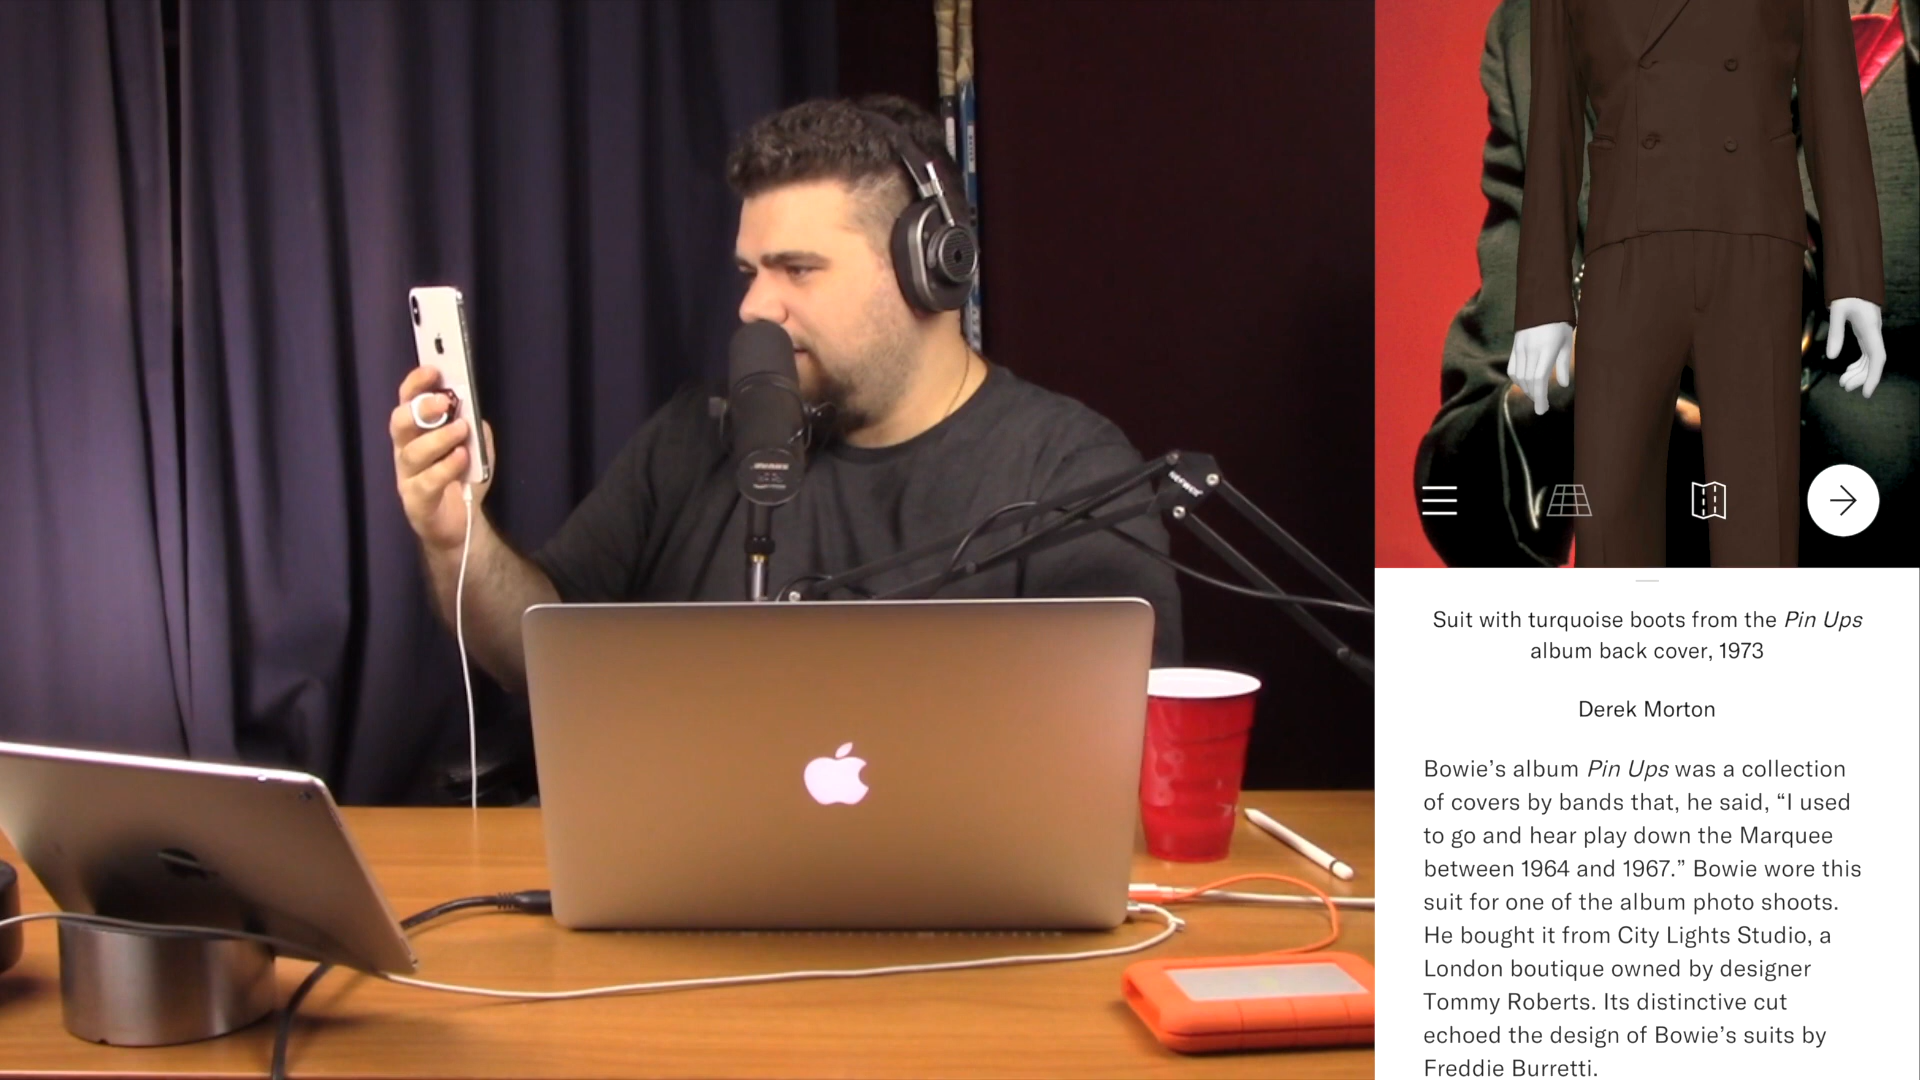 Suit with turquoise boots from the Pin Ups
album back cover, 1973
Derek Morton
Bowie’s album Pin Ups was a collection
of covers by bands that, he said, “I used
to go and hear play down the Marquee
between 1964 and 1967.” Bowie wore this
suit for one of the album photo shoots.
He bought it from City Lights Studio, a
London boutique owned by designer
Tommy Roberts. Its distinctive cut
echoed the design of Bowie’s suits by
Freddie Burretti.